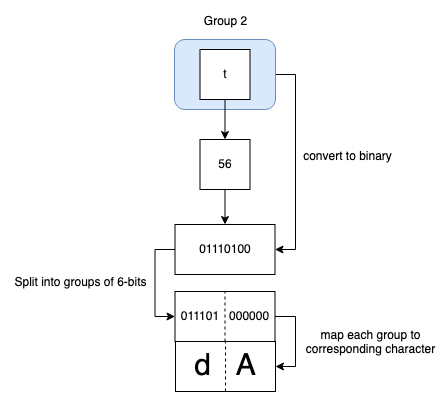 Group 2
t
convert to binary
56
01110100
Split into groups of 6-bits
011101 000000
map each group to
corresponding character
d A